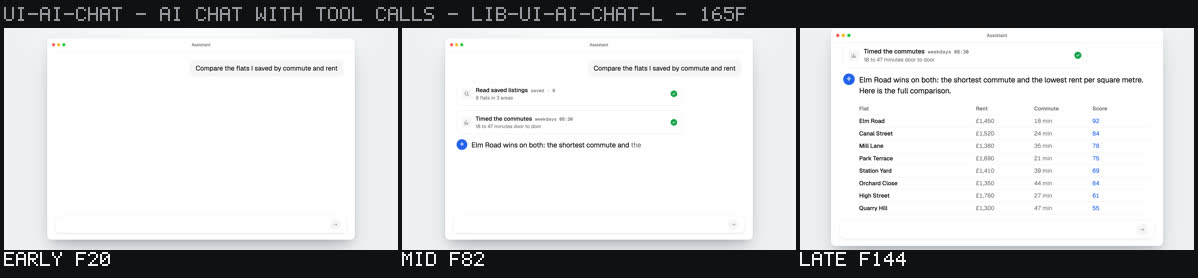 UI-AI-CHAT - AI CHAT WITH TOOL CALLS - LIB-UI-AI-CHAT-L - 165F
Assistant
Compare the flats I saved by commute and rent
EARLY F20
Assistant
Compare the flats I saved by commute and rent
Read saved listings saved · 8
8 flats in 3 areas
Timed the commutes weekdays 08:30
18 to 47 minutes door to door
Elm Road wins on both: the shortest commute and the
MID F82
Assistant
Timed the commutes weekdays 08:30
18 to 47 minutes door to door
Elm Road wins on both: the shortest commute and the lowest rent per square metre.
Here is the full comparison.
Flat Rent Commute Score
Elm Road £1,450 18 min 92
Canal Street £1,520 24 min 84
Mill Lane £1,380 35 min 78
Park Terrace £1,690 21 min 75
Station Yard £1,410 39 min 69
Orchard Close £1,350 44 min 64
High Street £1,760 27 min 61
Quarry Hill £1,300 47 min 55
LATE F144